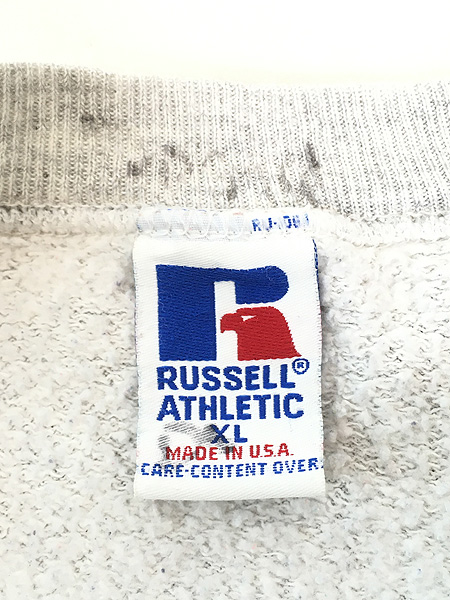 RUSSELL®
ATHLETIC
XL
MADE IN U.S.A.
CARE-CONTENT OVER